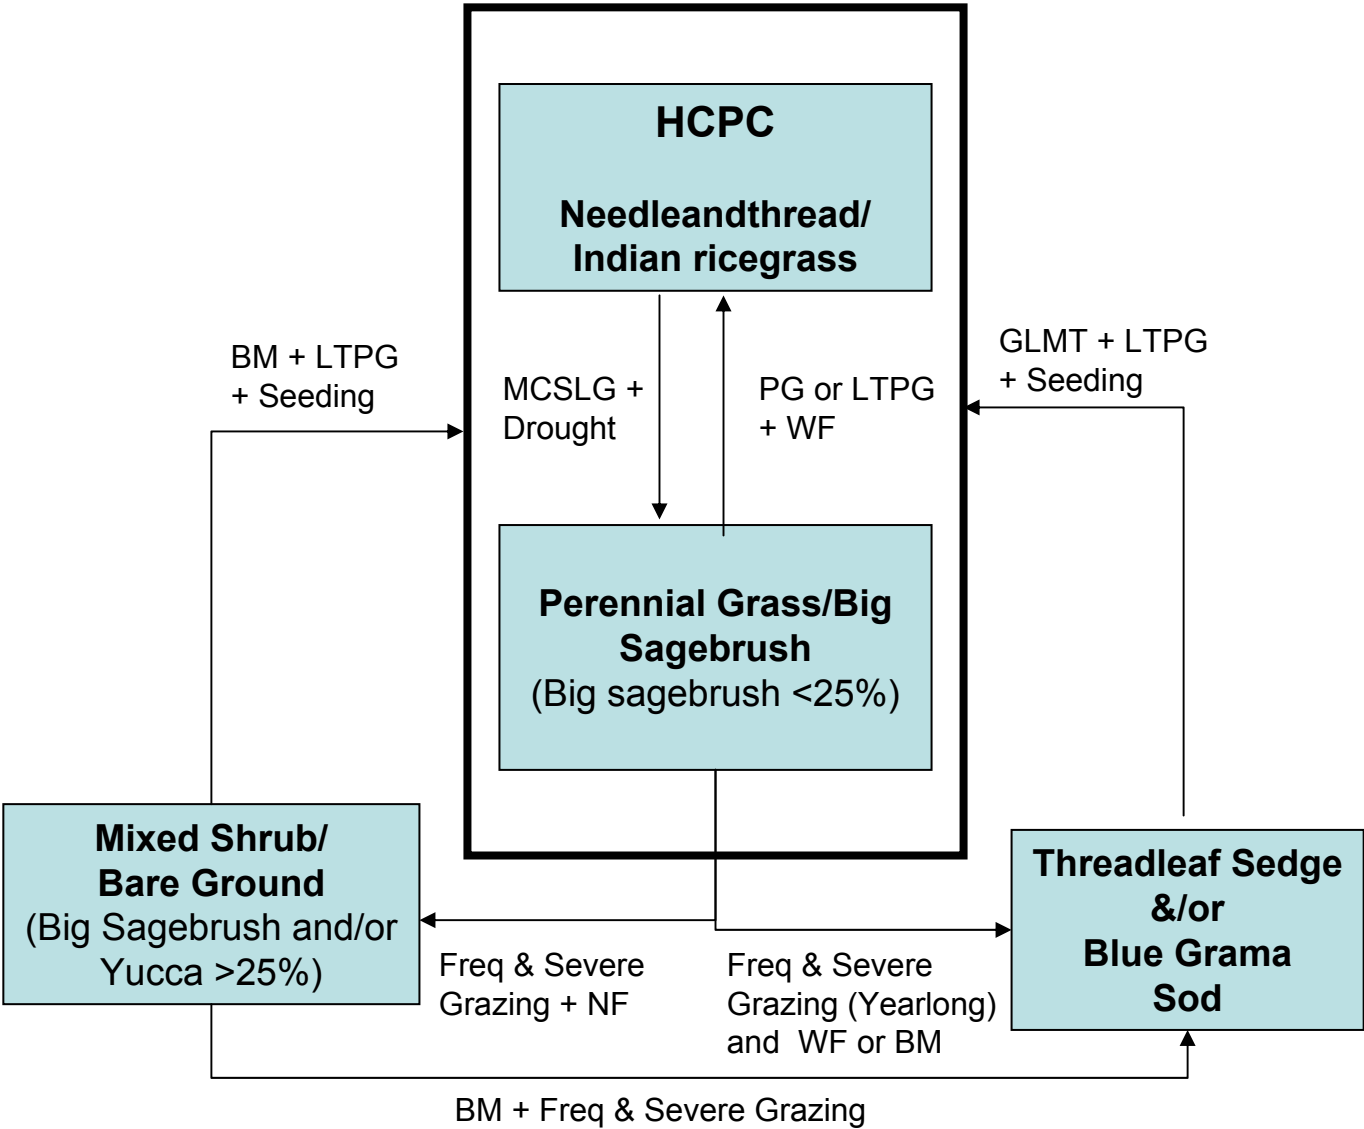 HCPC
Needleandthread/
Indian ricegrass
BM + LTPG
+ Seeding
MCSLG +
Drought
PG or LTPG
+ WF
GLMT + LTPG
+ Seeding
Perennial Grass/Big
Sagebrush
(Big sagebrush <25%)
Mixed Shrub/
Bare Ground
(Big Sagebrush and/or
Yucca >25%)
Threadleaf Sedge
&/or
Blue Grama
Sod
Freq & Severe
Grazing + NF
Freq & Severe
Grazing (Yearlong)
and WF or BM
BM + Freq & Severe Grazing